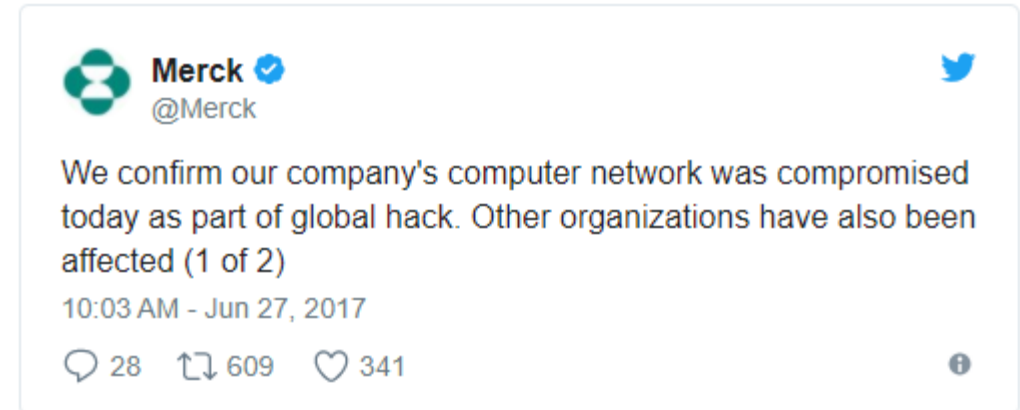 Merck
@Merck
We confirm our company's computer network was compromised
today as part of global hack. Other organizations have also been
affected (1 of 2)
10:03 AM - Jun 27, 2017
28 609 341